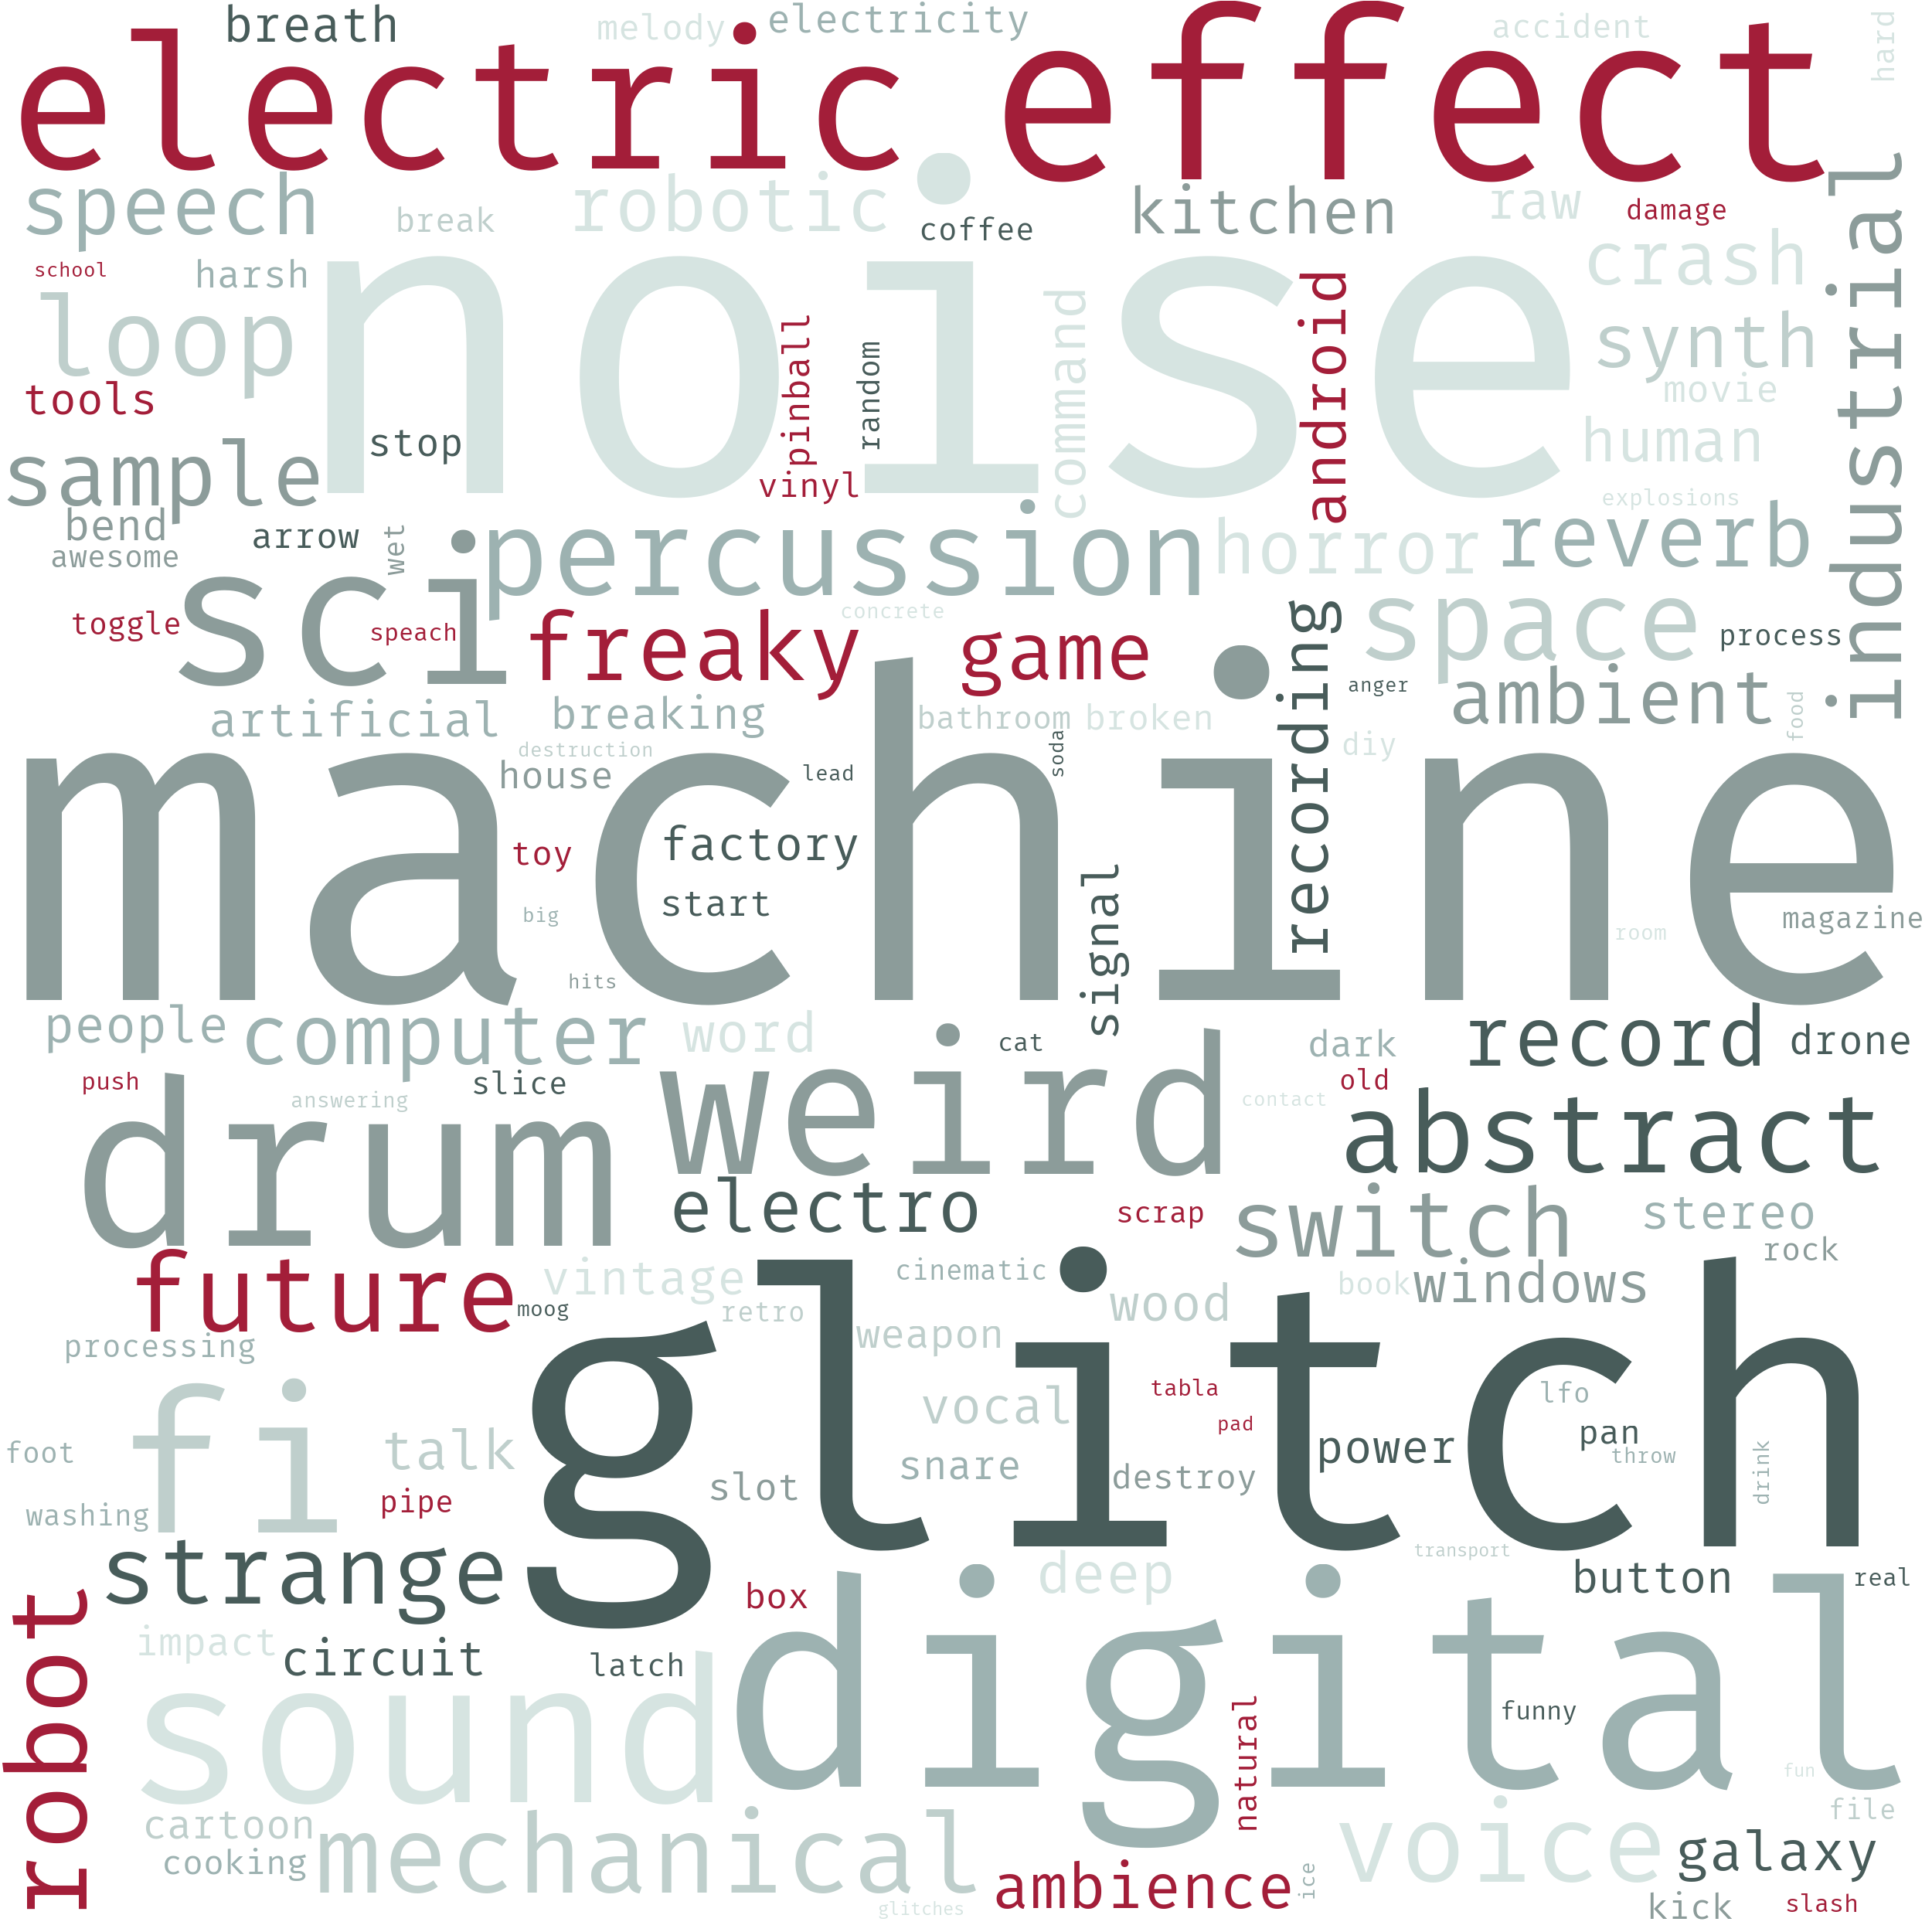 breath
melody
electricity
accident
hard
electric effect
speech
break
robotic
coffee
kitchen
raw
damage
industrial
school
harsh
noise
crash
loop
pinball
random
command
android
synth
tools
movie
stop
human
sample
vinyl
explosions
bend
arrow
wet
percussion
horror
reverb
awesome
sci
toggle
speach
freaky
concrete
game
recording
space
process
artificial
breaking
bathroom
broken
anger
ambient
food
destruction
soda
diy
machine
house
lead
toy
factory
start
signal
big
magazine
room
hits
people
computer
word
cat
dark
record
drone
push
slice
weird
old
answering
contact
drum
abstract
electro
scrap
switch
stereo
rock
future
vintage
cinematic
book
windows
moog
retro
wood
processing
weapon
glitch
fi
tabla
lfo
vocal
pad
foot
talk
power
pan
throw
snare
drink
washing
pipe
slot
destroy
strange
transport
robot
box
deep
button
real
impact
circuit
latch
digital
sound
natural
funny
fun
cartoon
file
cooking
mechanical
voice
galaxy
ambience
ice
glitches
kick
slash